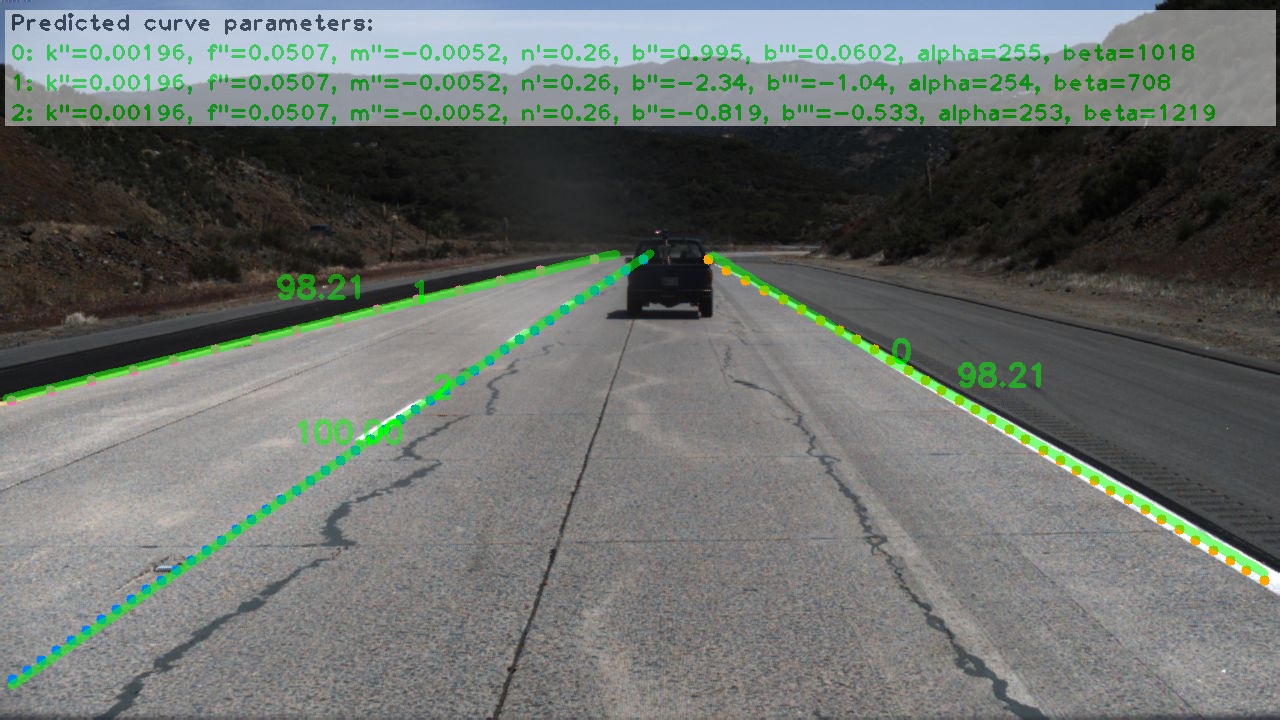 Predicted curve parameters:
0: k''=0.00196, f''=0.0507, m''=−0.0052, n'=0.26, b''=0.995, b'''=0.0602, alpha=255, beta=1018
1: k''=0.00196, f''=0.0507, m''=−0.0052, n'=0.26, b''=−2.34, b'''=−1.04, alpha=254, beta=708
2: k''=0.00196, f''=0.0507, m''=−0.0052, n'=0.26, b''=−0.819, b'''=−0.533, alpha=253, beta=1219
98.21 1
0
98.21
2